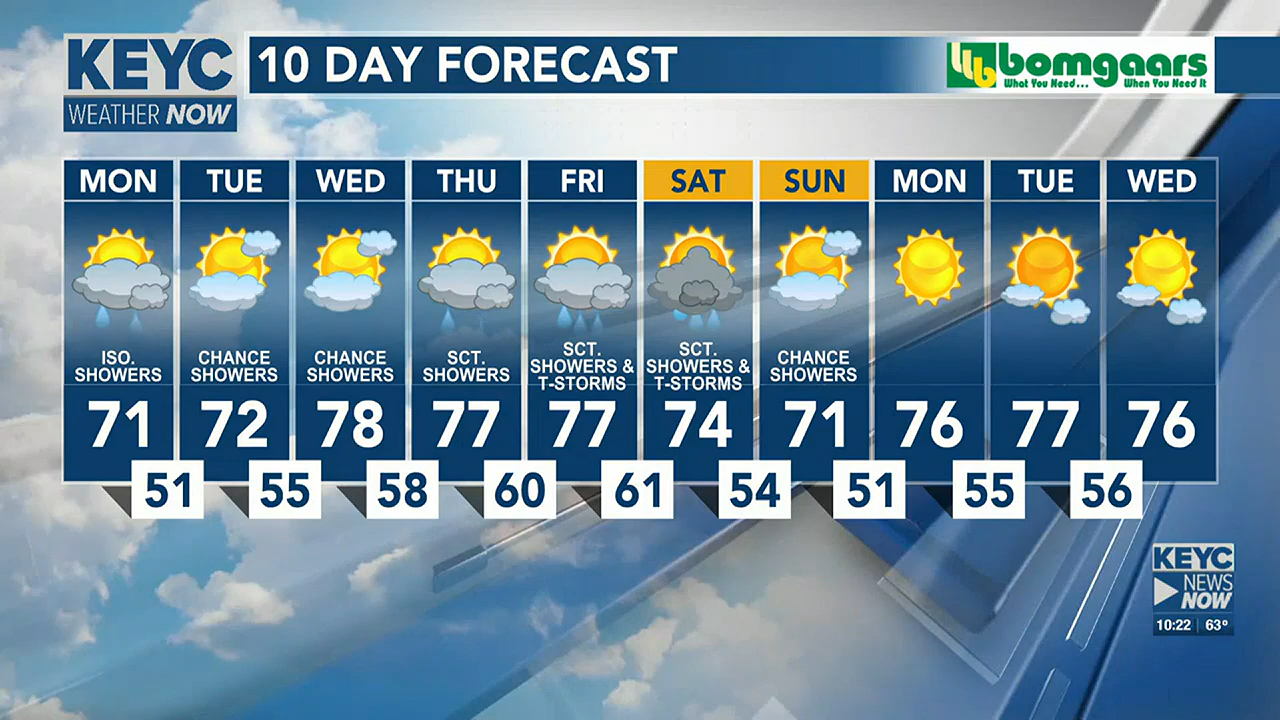 KEYC
WEATHER NOW
10 DAY FORECAST
bomgaars
What You Need... When You Need It
MON TUE WED THU FRI SAT SUN MON TUE WED
ISO.
SHOWERS
CHANCE
SHOWERS
CHANCE
SHOWERS
SCT.
SHOWERS
SCT.
SHOWERS &
T-STORMS
SCT.
SHOWERS &
T-STORMS
CHANCE
SHOWERS
71 72 78 77 77 74 71 76 77 76
51 55 58 60 61 54 51 55 56
KEYC
NEWS
NOW
10:22 63°